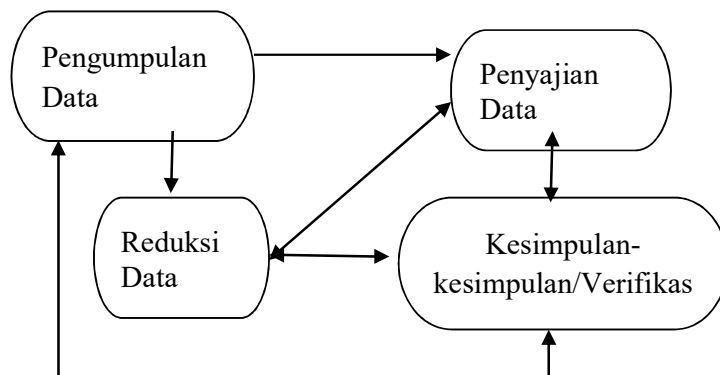 Pengumpulan
Data
Penyajian
Data
Reduksi
Data
Kesimpulan-
kesimpulan/Verifikas